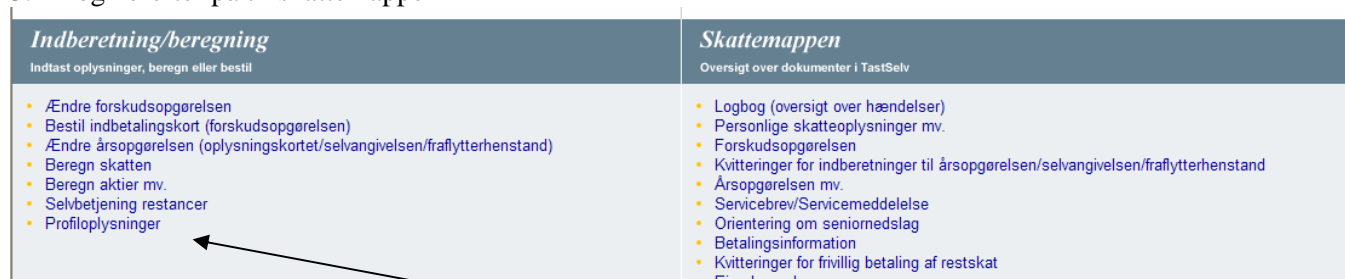 Indberetning/beregning
Indtast oplysninger, beregn eller bestil
Ændre forskudsopgørelsen
Bestil indbetalingskort (forskudsopgørelsen)
Ændre årsopgørelsen (oplysningskortet/selvangivelsen/fraflytterhenstand)
Beregn skatten
Beregn aktier mv.
Selvbetjening restancer
Profiloplysninger
Skattemappen
Oversigt over dokumenter i TastSelv
Logbog (oversigt over hændelser)
Personlige skatteoplysninger mv.
Forskudsopgørelsen
Kvitteringer for indberetninger til årsopgørelsen/selvangivelsen/fraflytterhenstand
Årsopgørelsen mv.
Servicebrev/Servicemeddelelse
Orientering om seniornedslag
Betalingsinformation
Kvitteringer for frivillig betaling af restskat